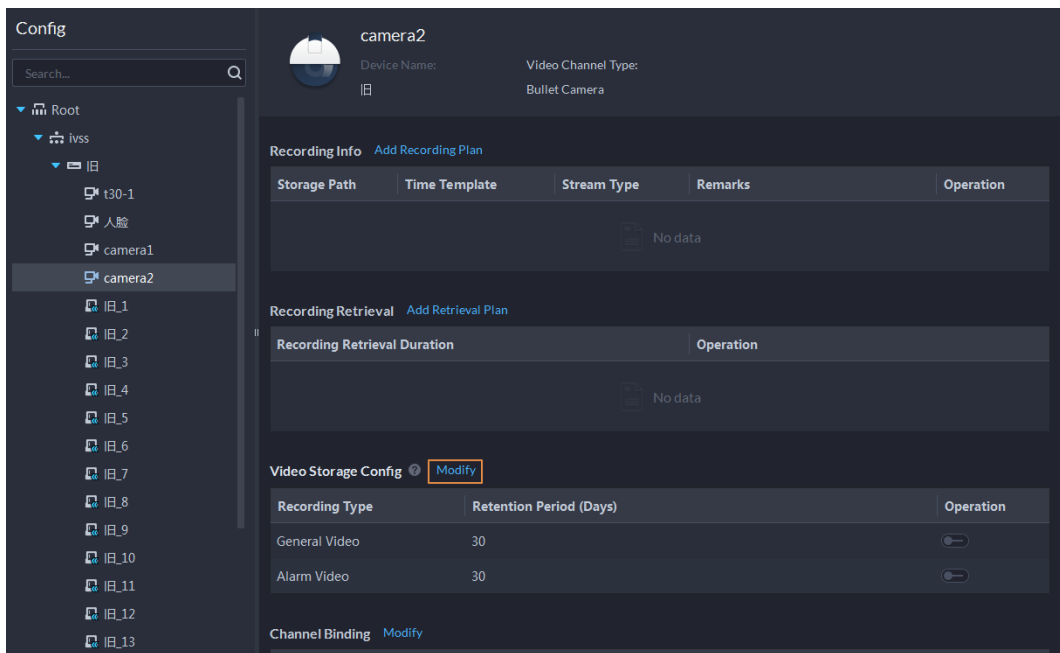 Config
Search...
Root
ivss
旧
t30-1
人脸
camera1
camera2
旧_1
旧_2
旧_3
旧_4
旧_5
旧_6
旧_7
旧_8
旧_9
旧_10
旧_11
旧_12
旧_13
camera2
Device Name: Video Channel Type:
旧 Bullet Camera
Recording Info Add Recording Plan
Storage Path Time Template Stream Type Remarks Operation
No data
Recording Retrieval Add Retrieval Plan
Recording Retrieval Duration Operation
No data
Video Storage Config ? Modify
Recording Type Retention Period (Days) Operation
General Video 30
Alarm Video 30
Channel Binding Modify